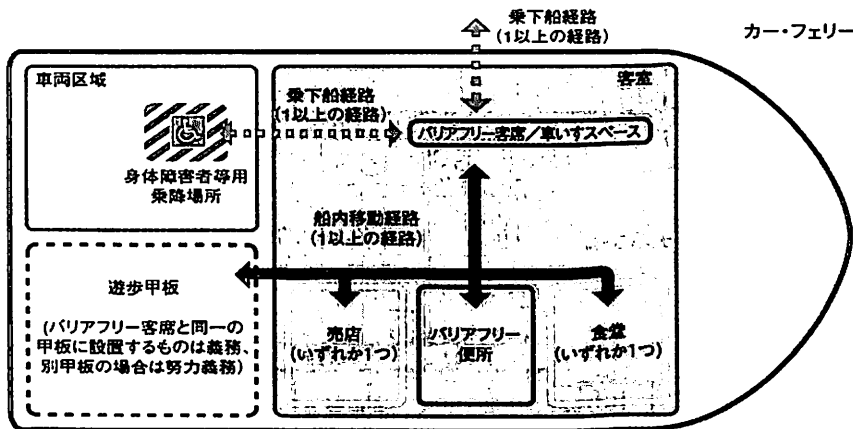 乗下船経路
(1以上の経路)
カー・フェリー
車両区域
客室
乗下船経路
(1以上の経路)
バリアフリー客席/車いすスペース
身体障害者等用
乗降場所
船内移動経路
(1以上の経路)
遊歩甲板
(バリアフリー客席と同一の
甲板に設置するものは義務、
別甲板の場合は努力義務)
売店
(いずれか1つ)
バリアフリー
便所
食堂
(いずれか1つ)